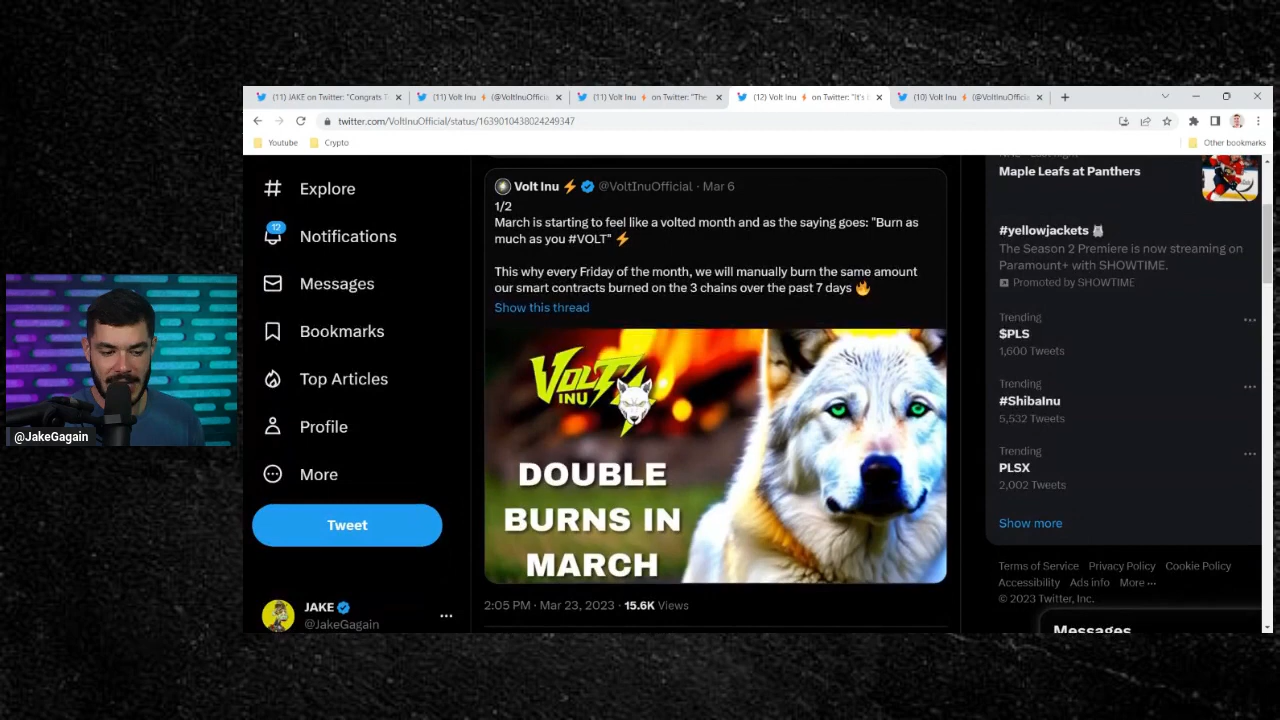 (11) JAKE on Twitter: "Congrats T
(11) Volt Inu ⚡ (@VoltInuOfficia
(11) Volt Inu ⚡ on Twitter: "The
(12) Volt Inu ⚡ on Twitter: "It's
(10) Volt Inu ⚡ (@VoltInuOfficia
twitter.com/VoltInuOfficial/status/1639010438024249347
Youtube
Crypto
Other bookmarks
Explore
12
Notifications
Messages
Bookmarks
Top Articles
Profile
More
Tweet
JAKE
@JakeGagain
@JakeGagain
Volt Inu ⚡ @VoltInuOfficial · Mar 6
1/2
March is starting to feel like a volted month and as the saying goes: "Burn as
much as you #VOLT" ⚡
This why every Friday of the month, we will manually burn the same amount
our smart contracts burned on the 3 chains over the past 7 days 🔥
Show this thread
VOLT
INU
DOUBLE
BURNS IN
MARCH
2:05 PM · Mar 23, 2023 · 15.6K Views
Maple Leafs at Panthers
#yellowjackets
The Season 2 Premiere is now streaming on
Paramount+ with SHOWTIME.
Promoted by SHOWTIME
Trending
$PLS
1,600 Tweets
Trending
#ShibaInu
5,532 Tweets
Trending
PLSX
2,002 Tweets
Show more
Terms of Service Privacy Policy Cookie Policy
Accessibility Ads info More ···
© 2023 Twitter, Inc.
Messages